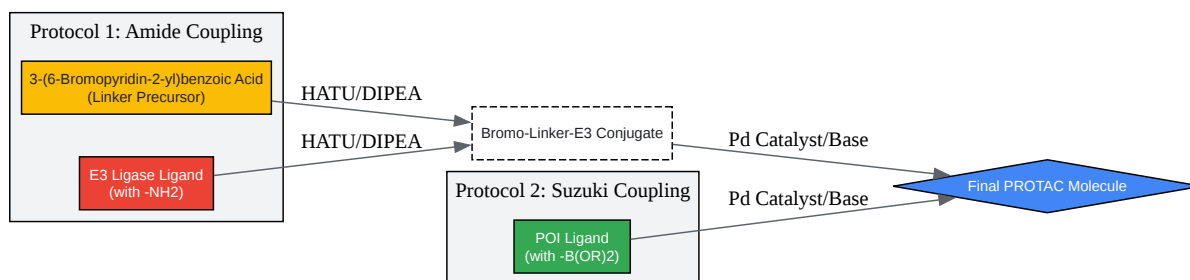 Protocol 1: Amide Coupling
3-(6-Bromopyridin-2-yl)benzoic Acid
(Linker Precursor)
HATU/DIPEA
HATU/DIPEA
E3 Ligase Ligand
(with -NH2)
Bromo-Linker-E3 Conjugate
Pd Catalyst/Base
Protocol 2: Suzuki Coupling
Pd Catalyst/Base
POI Ligand
(with -B(OR)2)
Final PROTAC Molecule